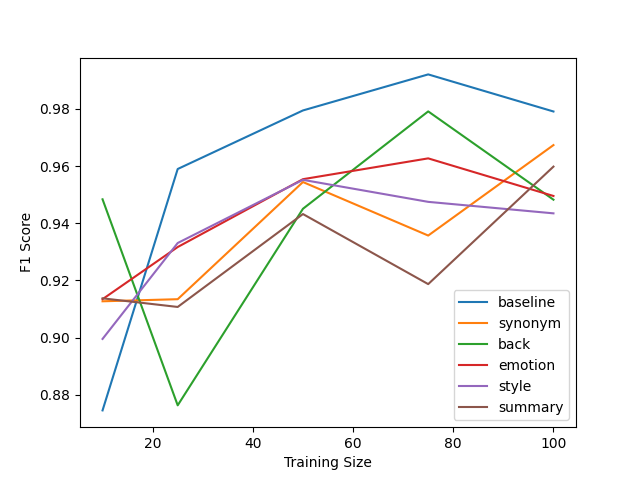 0.98
0.96
0.94
0.92
0.90
0.88
F1 Score
20
40
60
80
100
Training Size
baseline
synonym
back
emotion
style
summary